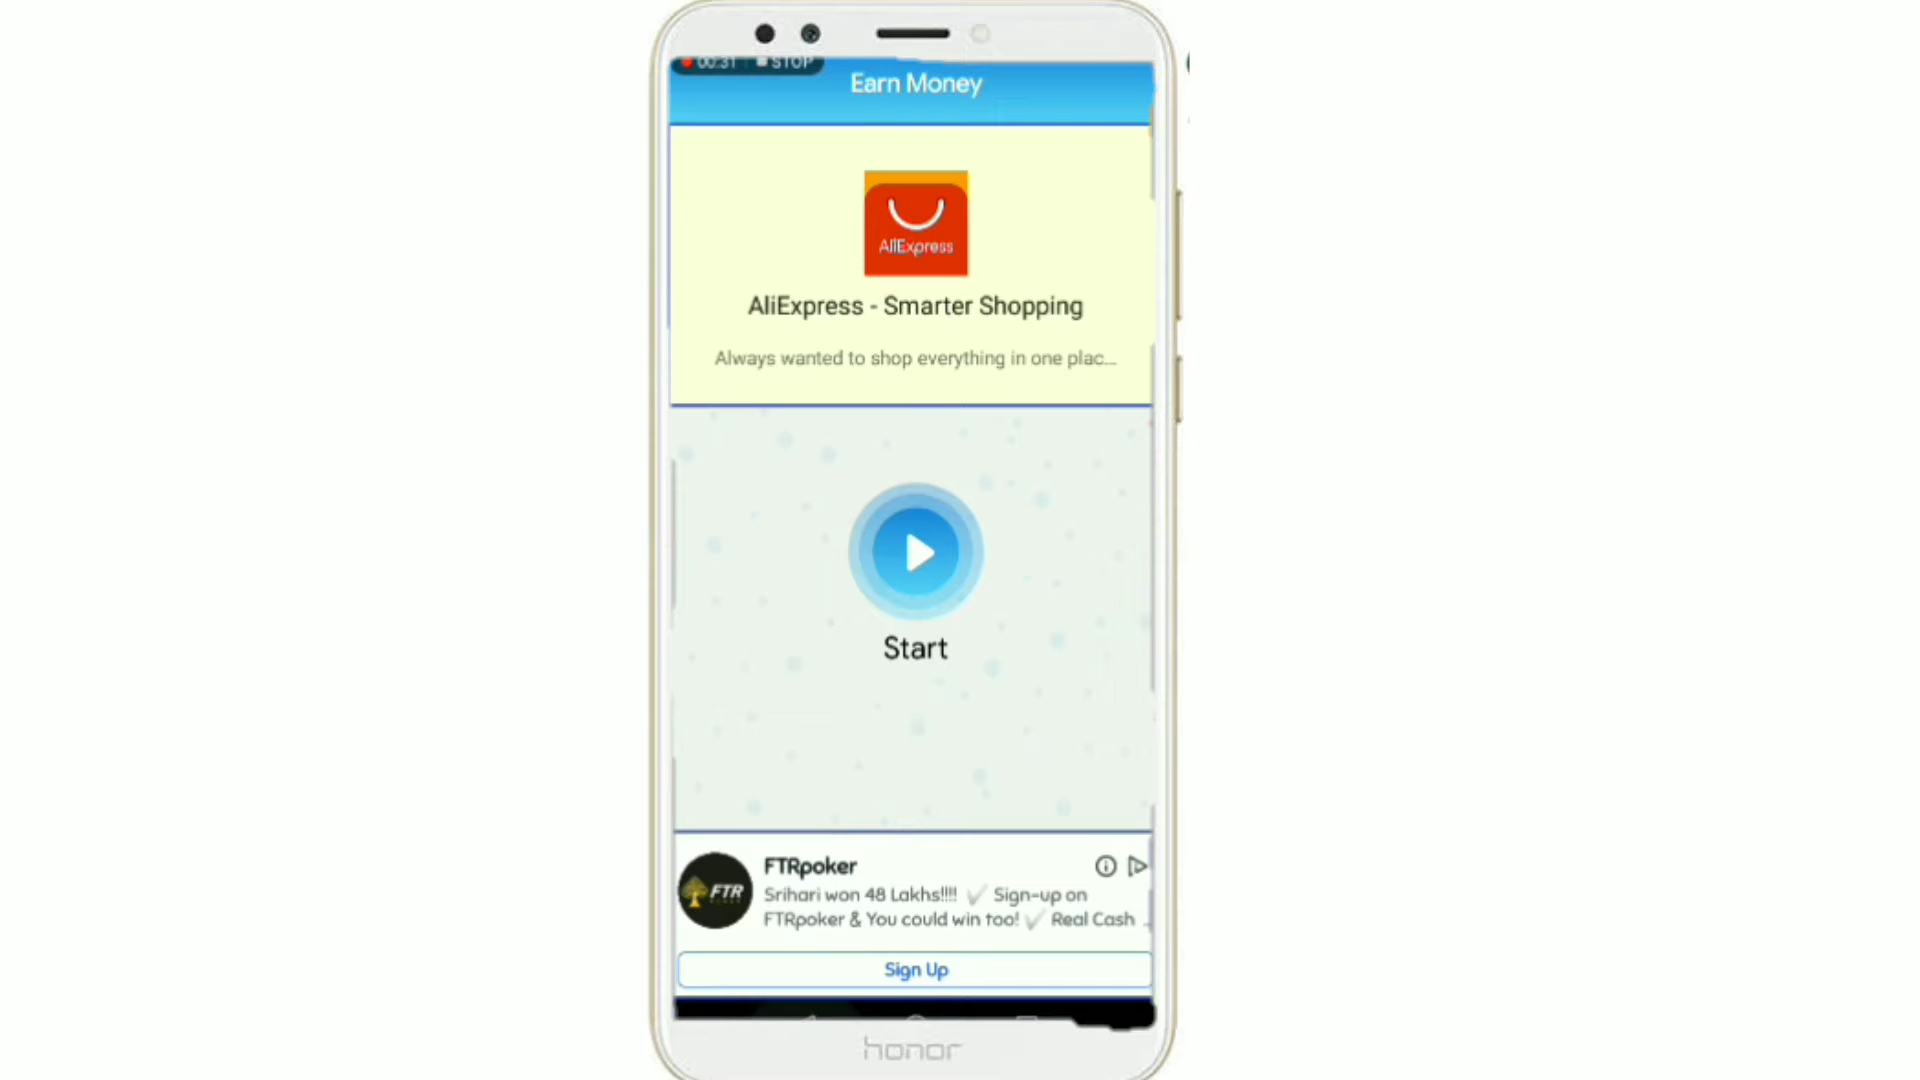 00:31 STOP
Earn Money
AliExpress
AliExpress - Smarter Shopping
Always wanted to shop everything in one plac...
Start
FTRpoker
FTR
Srihari won 48 Lakhs!!!! ✓ Sign-up on
FTRpoker & You could win too! ✓ Real Cash ..
Sign Up
honor